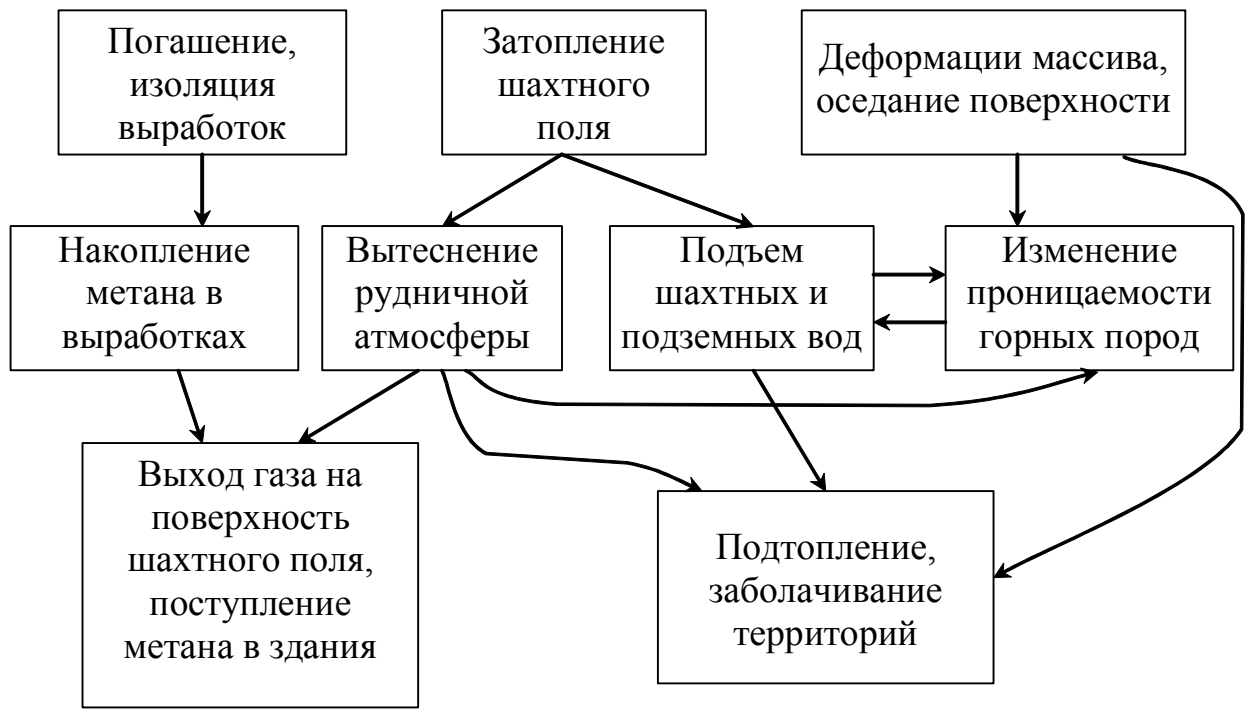 Погашение,
изоляция
выработок
Затопление
шахтного
поля
Деформации массива,
оседание поверхности
Накопление
метана в
выработках
Вытеснение
рудничной
атмосферы
Подъем
шахтных и
подземных вод
Изменение
проницаемости
горных пород
Выход газа на
поверхность
шахтного поля,
поступление
метана в здания
Подтопление,
заболачивание
территорий